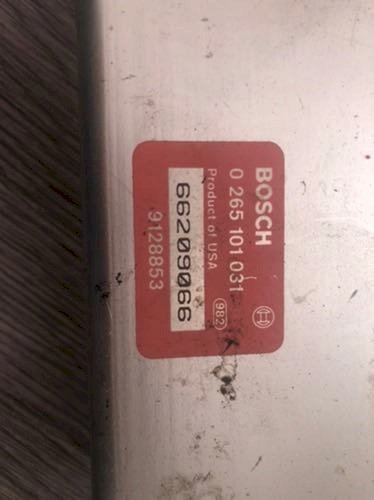 BOSCH
0 265 101 031
982
Product of USA
66209066
9128853